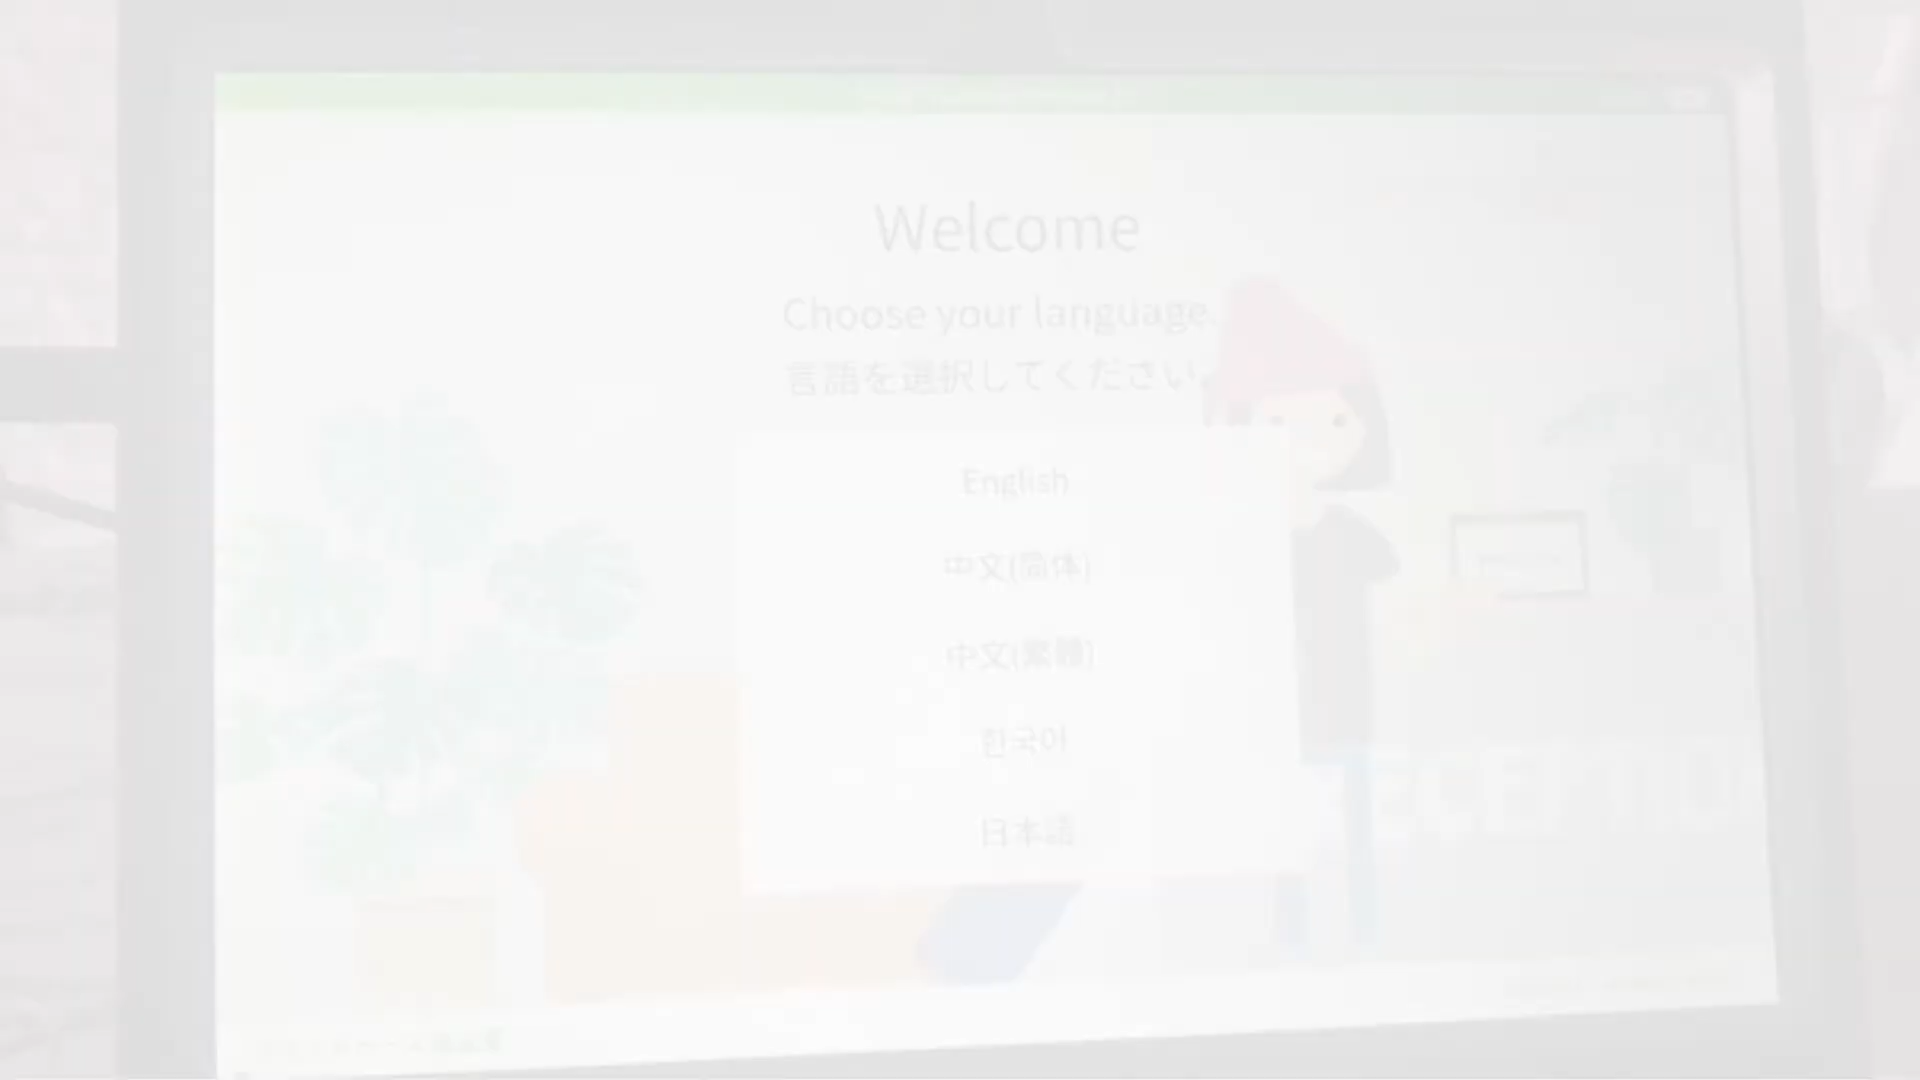 Welcome
Choose your language.
言語を選択してください
English
中文(简体)
中文(繁體)
한국어
日本語